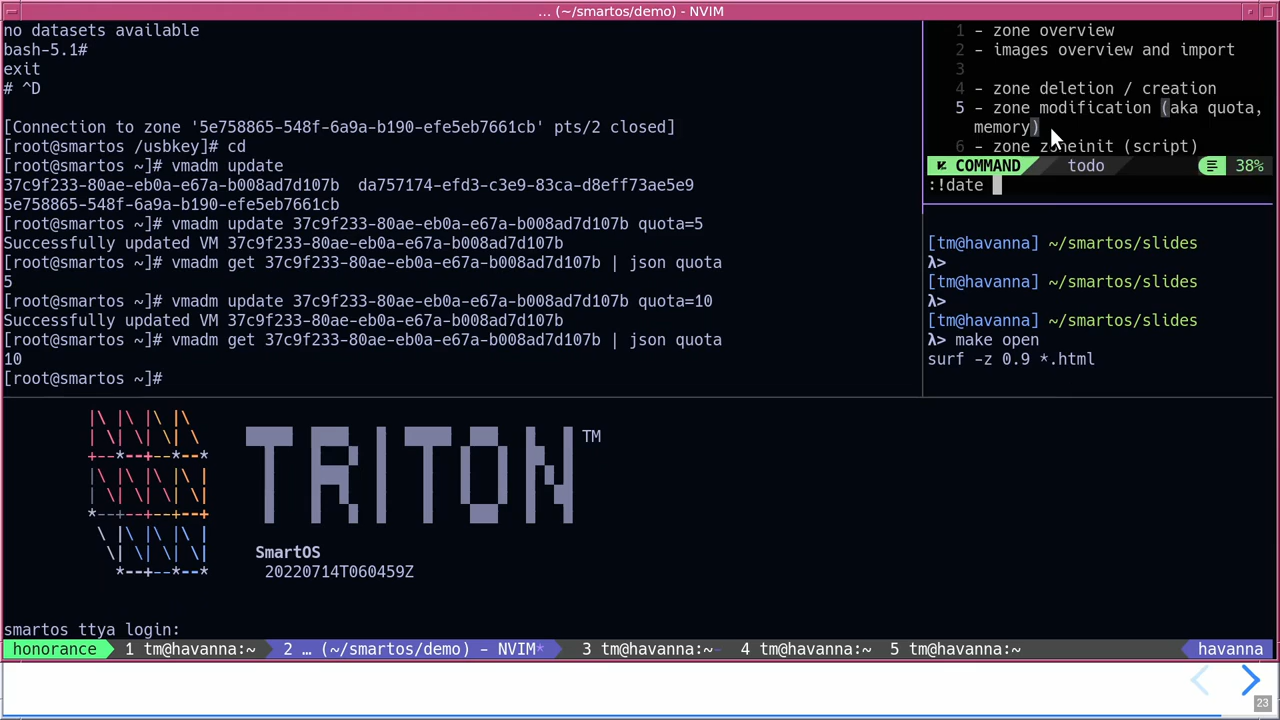 ... (~/smartos/demo) - NVIM
no datasets available
bash-5.1#
exit
# ^D
[Connection to zone '5e758865-548f-6a9a-b190-efe5eb7661cb' pts/2 closed]
[root@smartos /usbkey]# cd
[root@smartos ~]# vmadm update
37c9f233-80ae-eb0a-e67a-b008ad7d107b  da757174-efd3-c3e9-83ca-d8eff73ae5e9
5e758865-548f-6a9a-b190-efe5eb7661cb
[root@smartos ~]# vmadm update 37c9f233-80ae-eb0a-e67a-b008ad7d107b quota=5
Successfully updated VM 37c9f233-80ae-eb0a-e67a-b008ad7d107b
[root@smartos ~]# vmadm get 37c9f233-80ae-eb0a-e67a-b008ad7d107b | json quota
5
[root@smartos ~]# vmadm update 37c9f233-80ae-eb0a-e67a-b008ad7d107b quota=10
Successfully updated VM 37c9f233-80ae-eb0a-e67a-b008ad7d107b
[root@smartos ~]# vmadm get 37c9f233-80ae-eb0a-e67a-b008ad7d107b | json quota
10
[root@smartos ~]#
1 - zone overview
2 - images overview and import
3
4 - zone deletion / creation
5 - zone modification (aka quota,
memory)
6 - zone zoneinit (script)
COMMAND todo 38%
:!date
[tm@havanna] ~/smartos/slides
λ>
[tm@havanna] ~/smartos/slides
λ>
[tm@havanna] ~/smartos/slides
λ> make open
surf -z 0.9 *.html
TRITON TM
SmartOS
20220714T060459Z
smartos ttya login:
honorance 1 tm@havanna:~ 2 … (~/smartos/demo) - NVIM* 3 tm@havanna:~- 4 tm@havanna:~ 5 tm@havanna:~ havanna
23